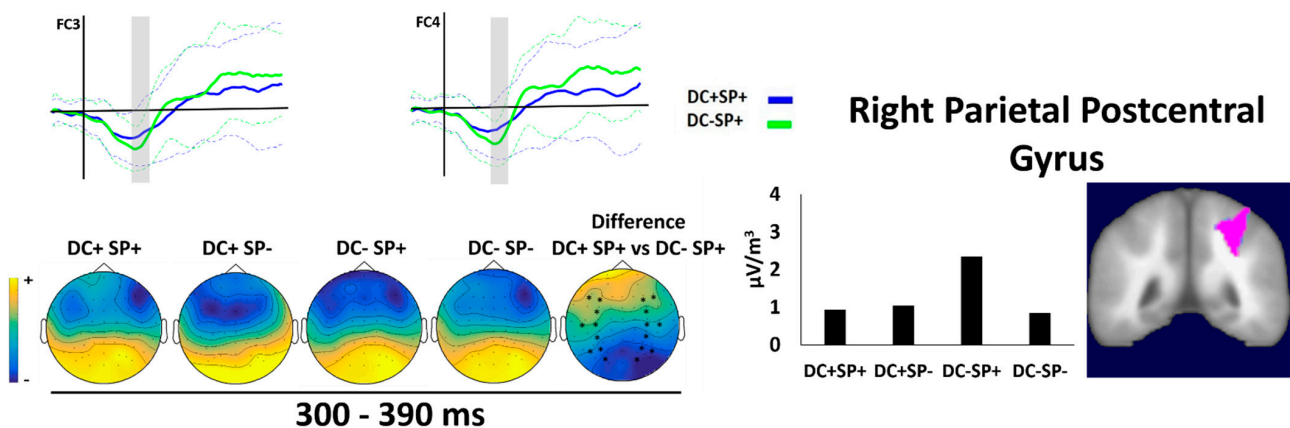 FC3
FC4
DC+SP+
DC-SP+
Right Parietal Postcentral
Gyrus
Difference
DC+ SP+
DC+ SP-
DC- SP+
DC- SP-
DC+ SP+ vs DC- SP+
+
-
300 - 390 ms
µV/m³
4
3
2
1
0
DC+SP+
DC+SP-
DC-SP+
DC-SP-